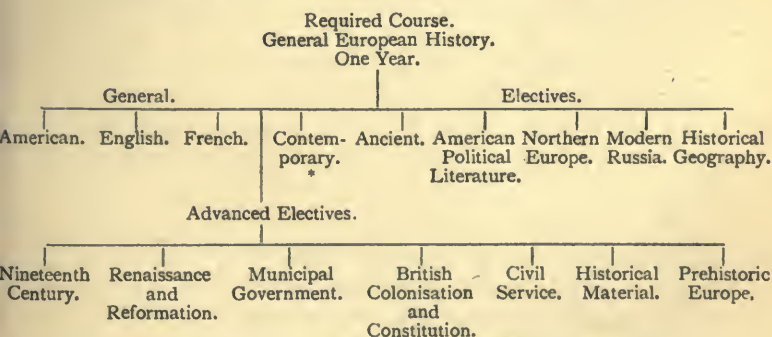 Required Course.
General European History.
One Year.
General. Electives.
American. English. French. Contem- Ancient. American Northern Modern Historical
porary. Political Europe. Russia. Geography.
* Literature.
Advanced Electives.
Nineteenth Renaissance Municipal British Civil Historical Prehistoric
Century. and Government. Colonisation Service. Material. Europe.
Reformation. and
Constitution.